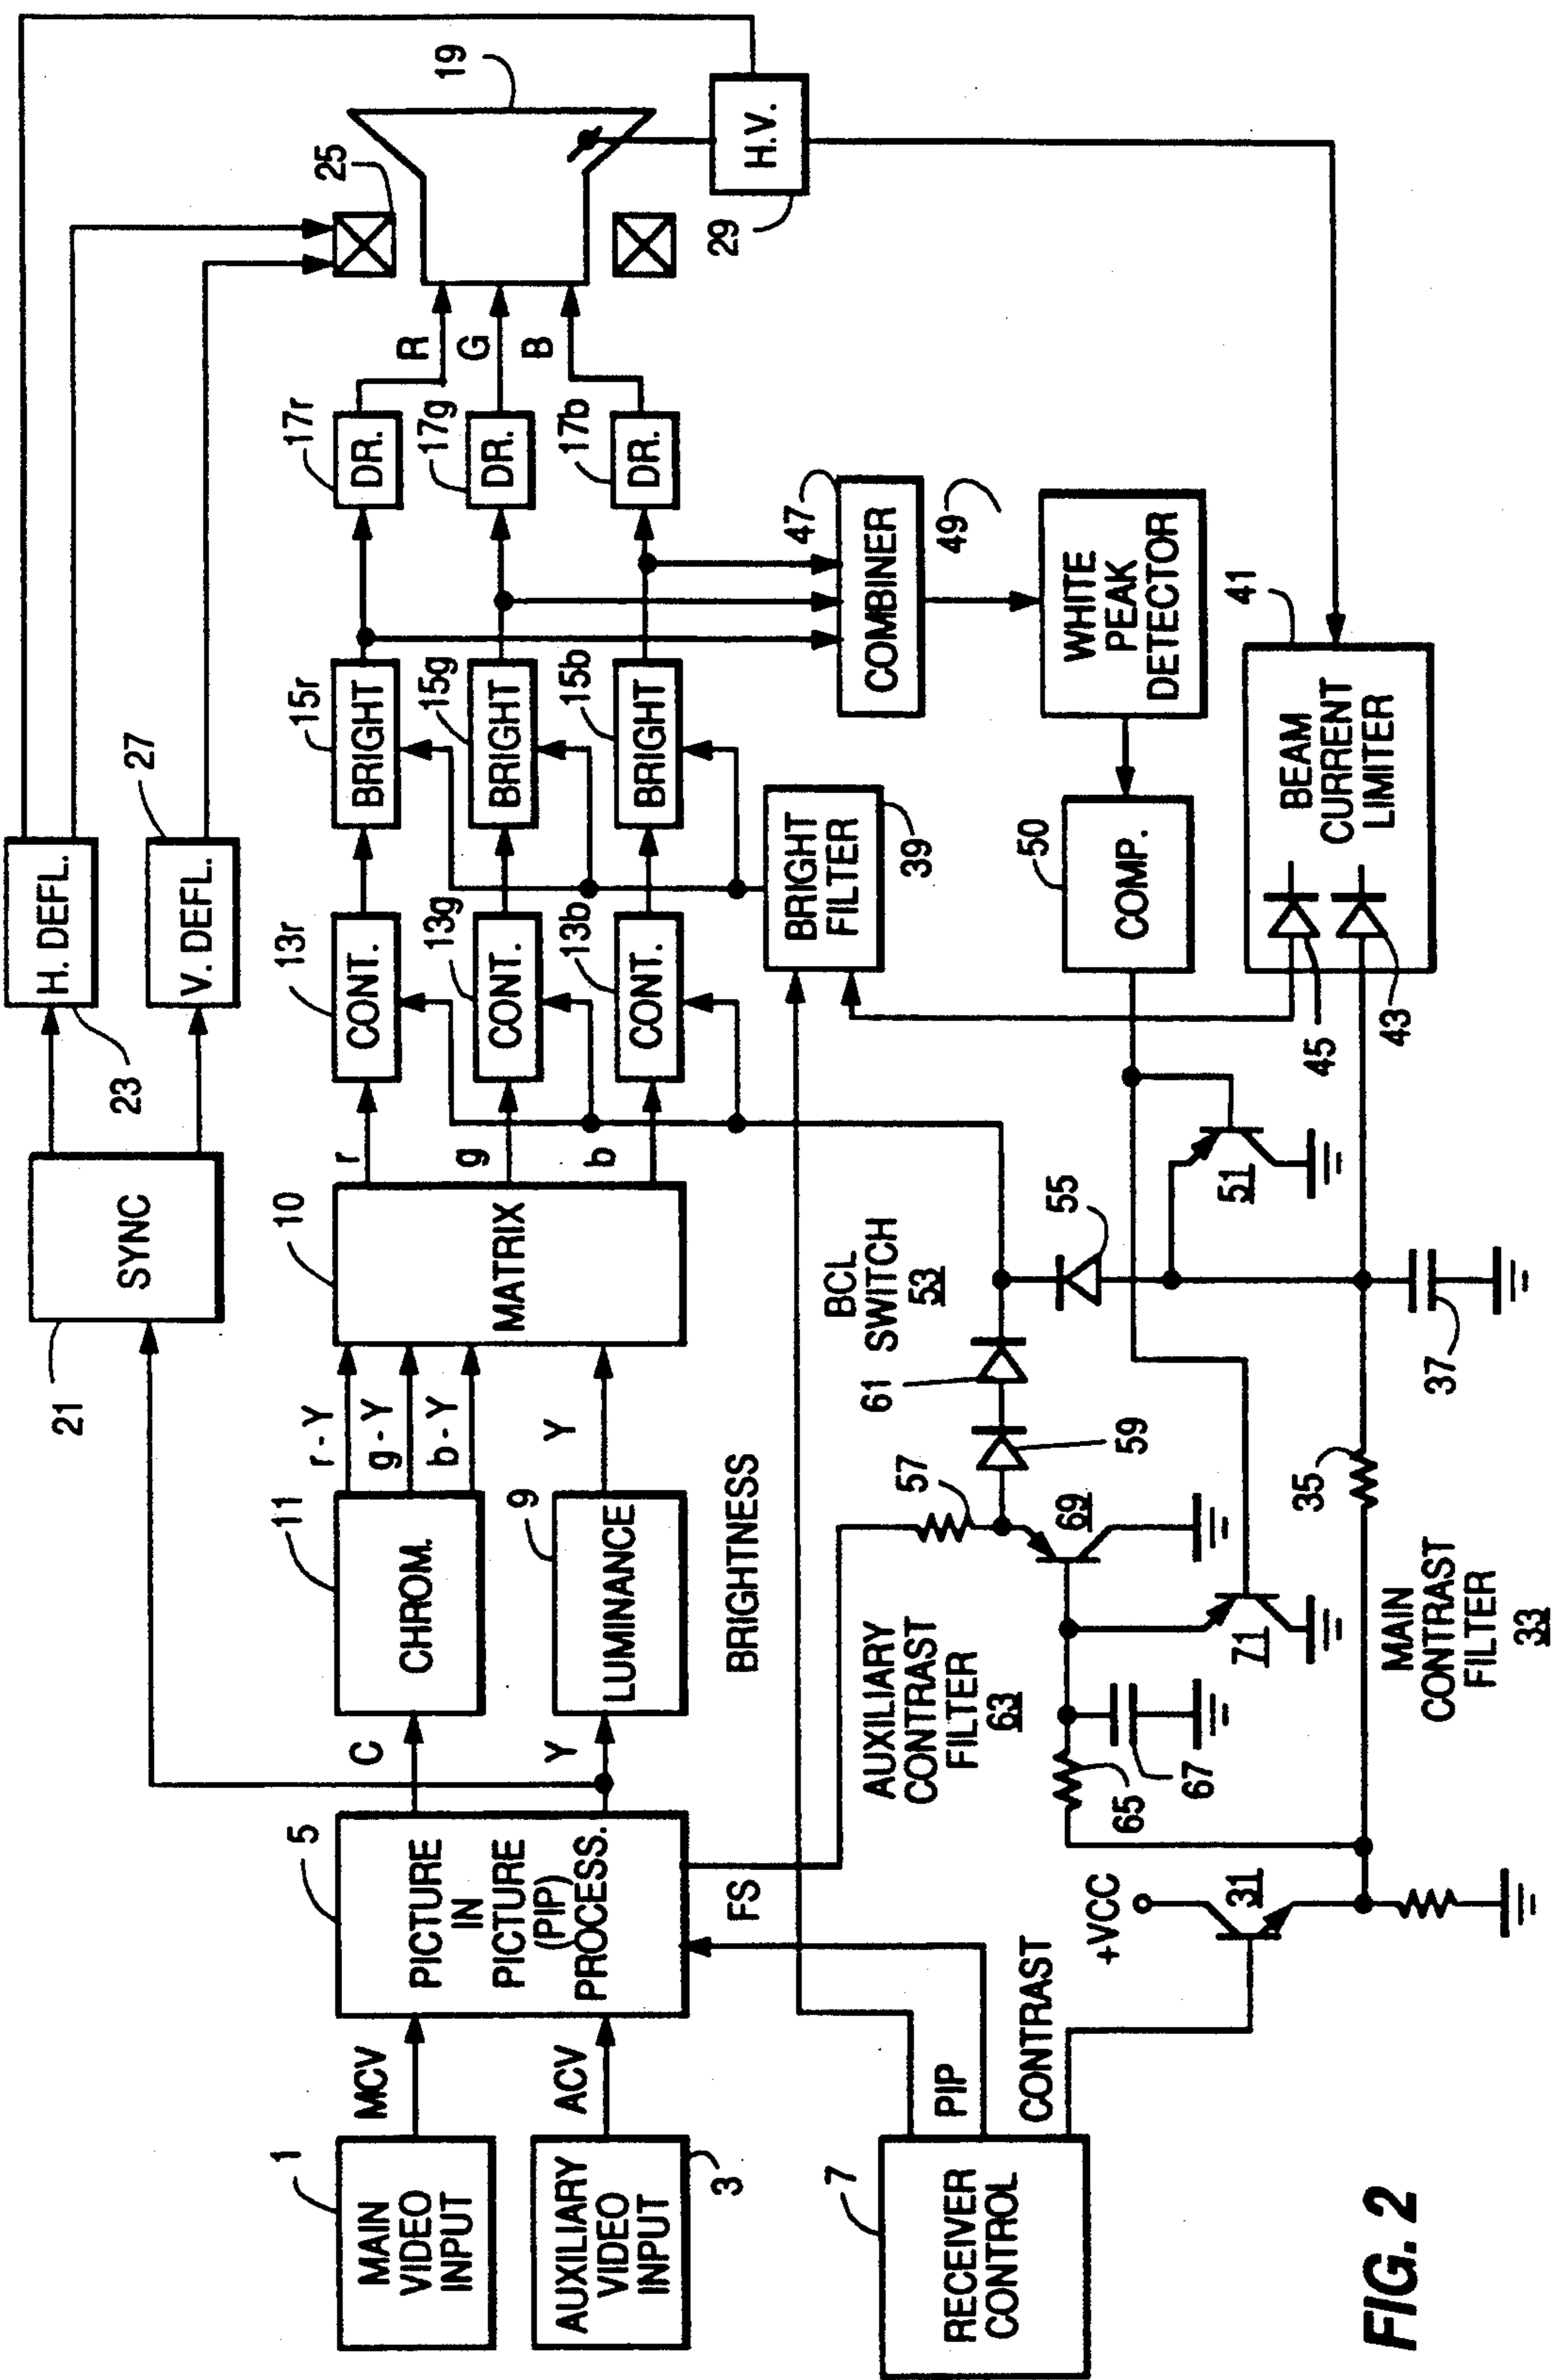 1
MAIN
VIDEO
INPUT
MCV
AUXILIARY
VIDEO
INPUT
3
ACV
5
PICTURE
IN
PICTURE
(PIP)
PROCESS.
C
Y
FS
21
SYNC
23
H. DEFL.
27
V. DEFL.
11
CHROM.
r - Y
g - Y
b - Y
9
LUMINANCE
Y
10
MATRIX
r
g
b
13r
CONT.
13g
CONT.
13b
CONT.
15r
BRIGHT
15g
BRIGHT
15b
BRIGHT
17r
DR.
17g
DR.
17b
DR.
R
G
B
25
19
H.V.
29
7
RECEIVER
CONTROL
BRIGHTNESS
PIP
CONTRAST
BRIGHT
FILTER
39
47
COMBINER
49
WHITE
PEAK
DETECTOR
50
COMP.
41
BEAM
CURRENT
LIMITER
45
43
BCL
SWITCH
53
61
59
55
57
51
69
71
AUXILIARY
CONTRAST
FILTER
63
65
67
+VCC
31
35
37
MAIN
CONTRAST
FILTER
33
FIG. 2